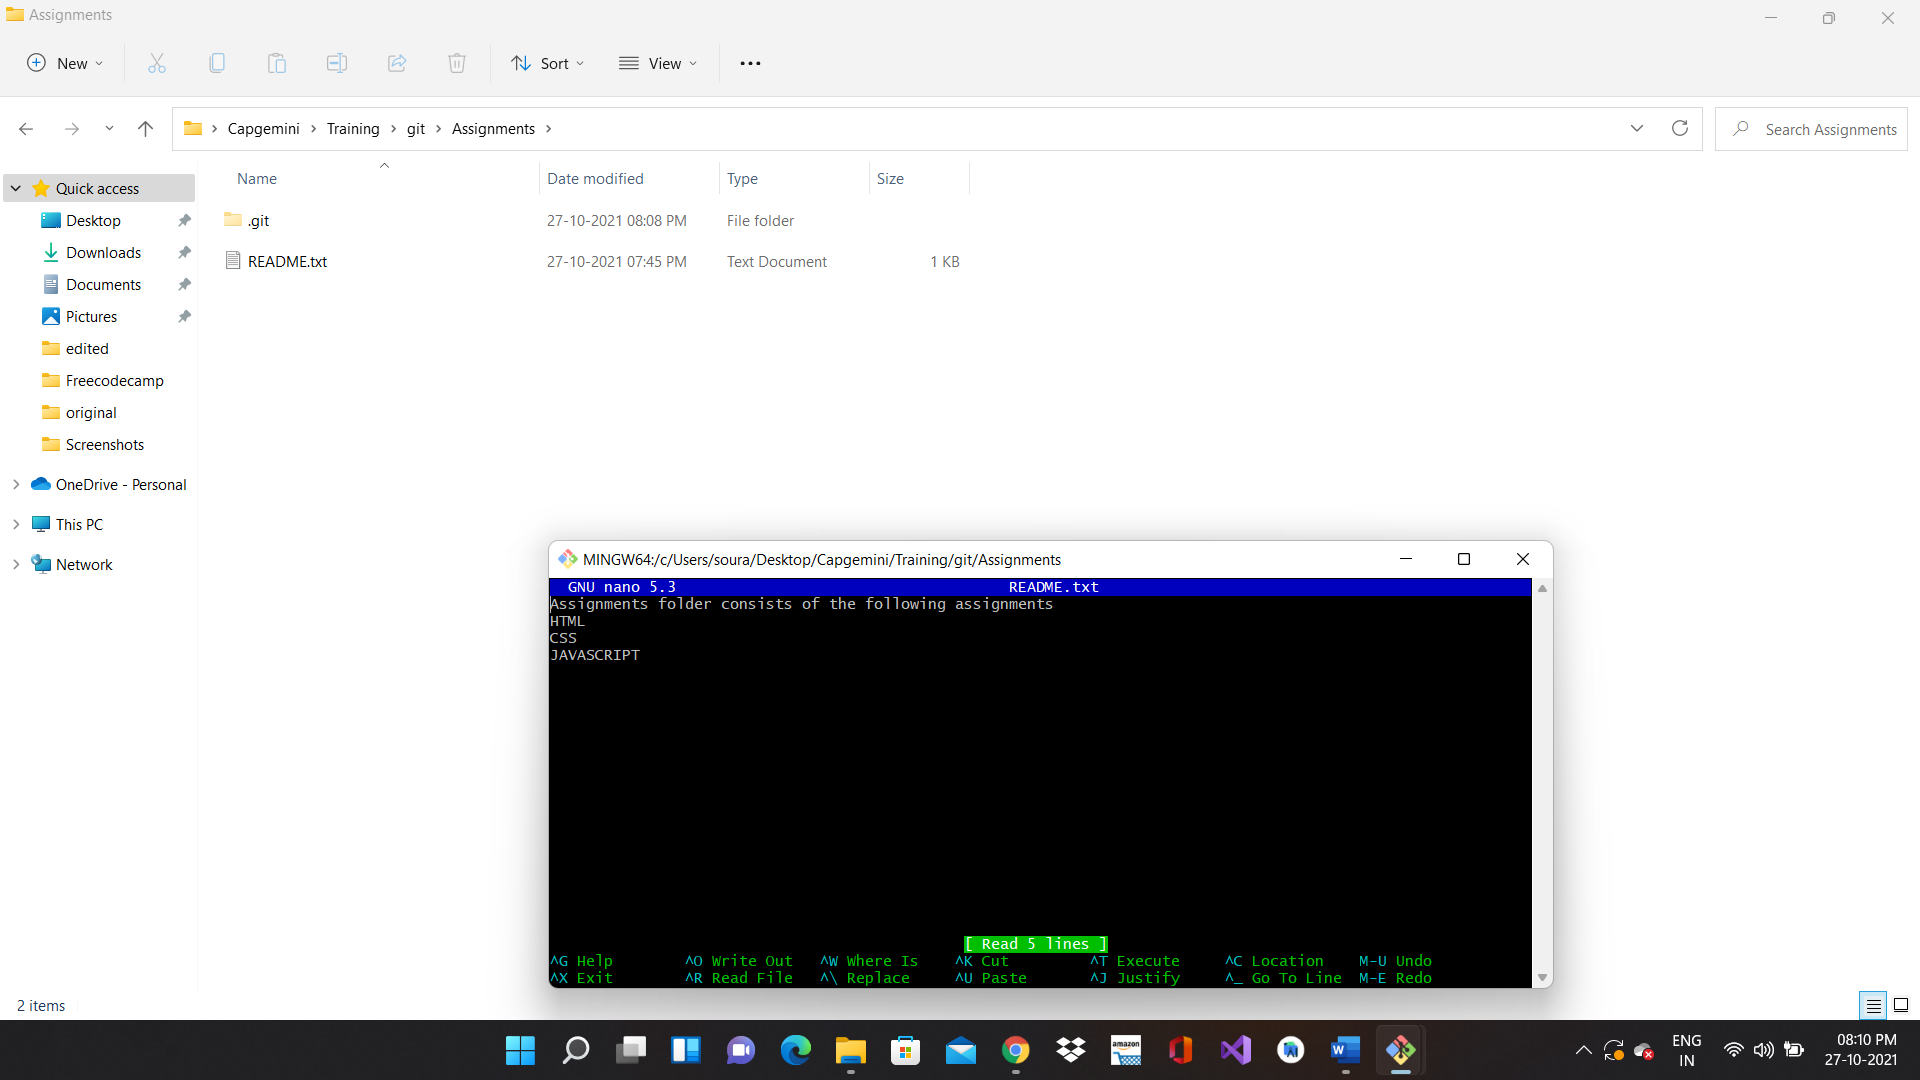 Assignments
New
Sort
View
Capgemini > Training > git > Assignments >
Search Assignments
Name
Date modified
Type
Size
.git
27-10-2021 08:08 PM
File folder
README.txt
27-10-2021 07:45 PM
Text Document
1 KB
Quick access
Desktop
Downloads
Documents
Pictures
edited
Freecodecamp
original
Screenshots
OneDrive - Personal
This PC
Network
MINGW64:/c/Users/soura/Desktop/Capgemini/Training/git/Assignments
GNU nano 5.3 README.txt
Assignments folder consists of the following assignments
HTML
CSS
JAVASCRIPT
[ Read 5 lines ]
^G Help ^O Write Out ^W Where Is ^K Cut ^T Execute ^C Location M-U Undo
^X Exit ^R Read File ^\ Replace ^U Paste ^J Justify ^_ Go To Line M-E Redo
2 items
amazon
W
ENG
IN
08:10 PM
27-10-2021